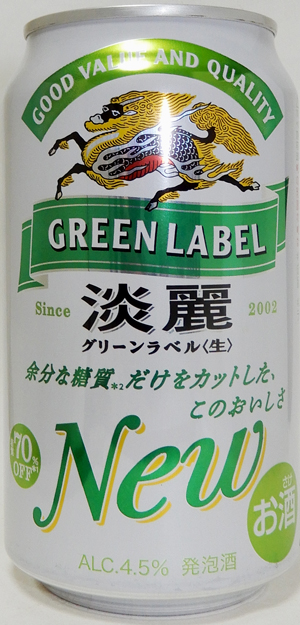 GOOD VALUE AND QUALITY
GREEN LABEL
Since 2002
淡麗
グリーンラベル〈生〉
余分な糖質*2だけをカットした、
このおいしさ
70%
OFF
New
さけ
お酒
ALC.4.5% 発泡酒